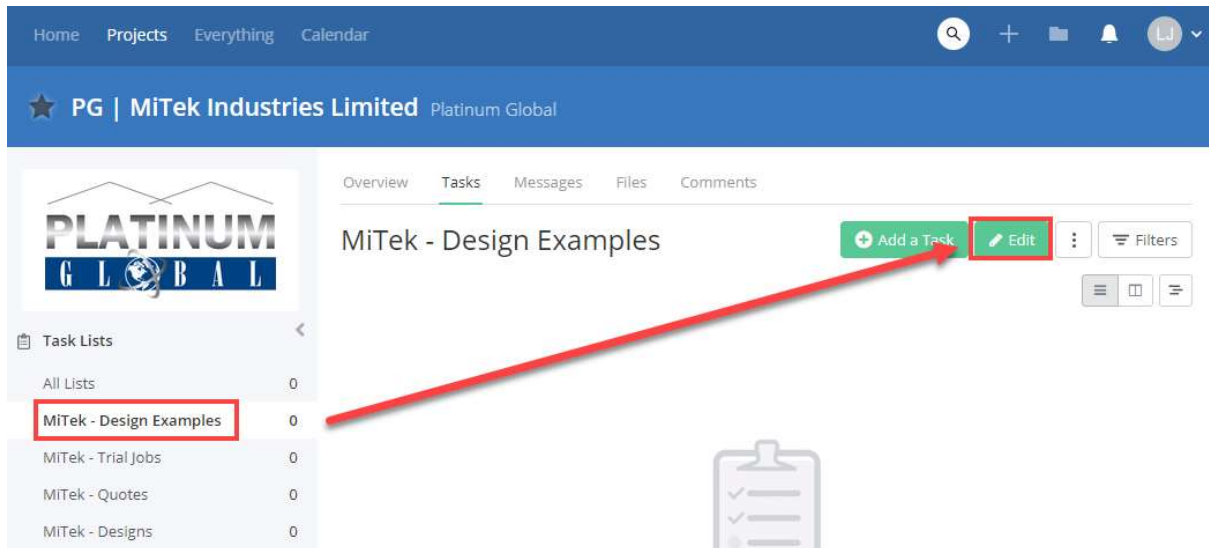 Home Projects Everything Calendar
LJ
PG | MiTek Industries Limited Platinum Global
PLATINUM
GLOBAL
Overview Tasks Messages Files Comments
MiTek - Design Examples
Add a Task Edit Filters
Task Lists
All Lists 0
MiTek - Design Examples 0
MiTek - Trial Jobs 0
MiTek - Quotes 0
MiTek - Designs 0